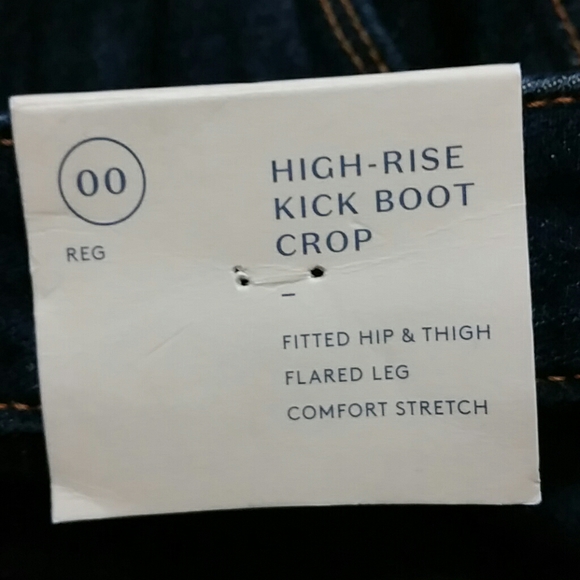 00
REG
HIGH-RISE
KICK BOOT
CROP
–
FITTED HIP & THIGH
FLARED LEG
COMFORT STRETCH